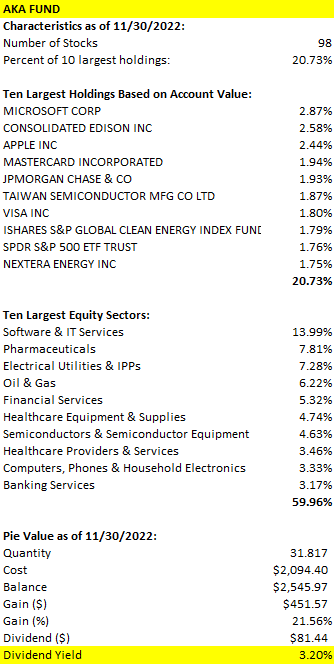 AKA FUND
Characteristics as of 11/30/2022:
Number of Stocks 98
Percent of 10 largest holdings: 20.73%
Ten Largest Holdings Based on Account Value:
MICROSOFT CORP 2.87%
CONSOLIDATED EDISON INC 2.58%
APPLE INC 2.44%
MASTERCARD INCORPORATED 1.94%
JPMORGAN CHASE & CO 1.93%
TAIWAN SEMICONDUCTOR MFG CO LTD 1.87%
VISA INC 1.80%
ISHARES S&P GLOBAL CLEAN ENERGY INDEX FUND 1.79%
SPDR S&P 500 ETF TRUST 1.76%
NEXTERA ENERGY INC 1.75%
20.73%
Ten Largest Equity Sectors:
Software & IT Services 13.99%
Pharmaceuticals 7.81%
Electrical Utilities & IPPs 7.28%
Oil & Gas 6.22%
Financial Services 5.32%
Healthcare Equipment & Supplies 4.74%
Semiconductors & Semiconductor Equipment 4.63%
Healthcare Providers & Services 3.46%
Computers, Phones & Household Electronics 3.33%
Banking Services 3.17%
59.96%
Pie Value as of 11/30/2022:
Quantity 31.817
Cost $2,094.40
Balance $2,545.97
Gain ($) $451.57
Gain (%) 21.56%
Dividend ($) $81.44
Dividend Yield 3.20%